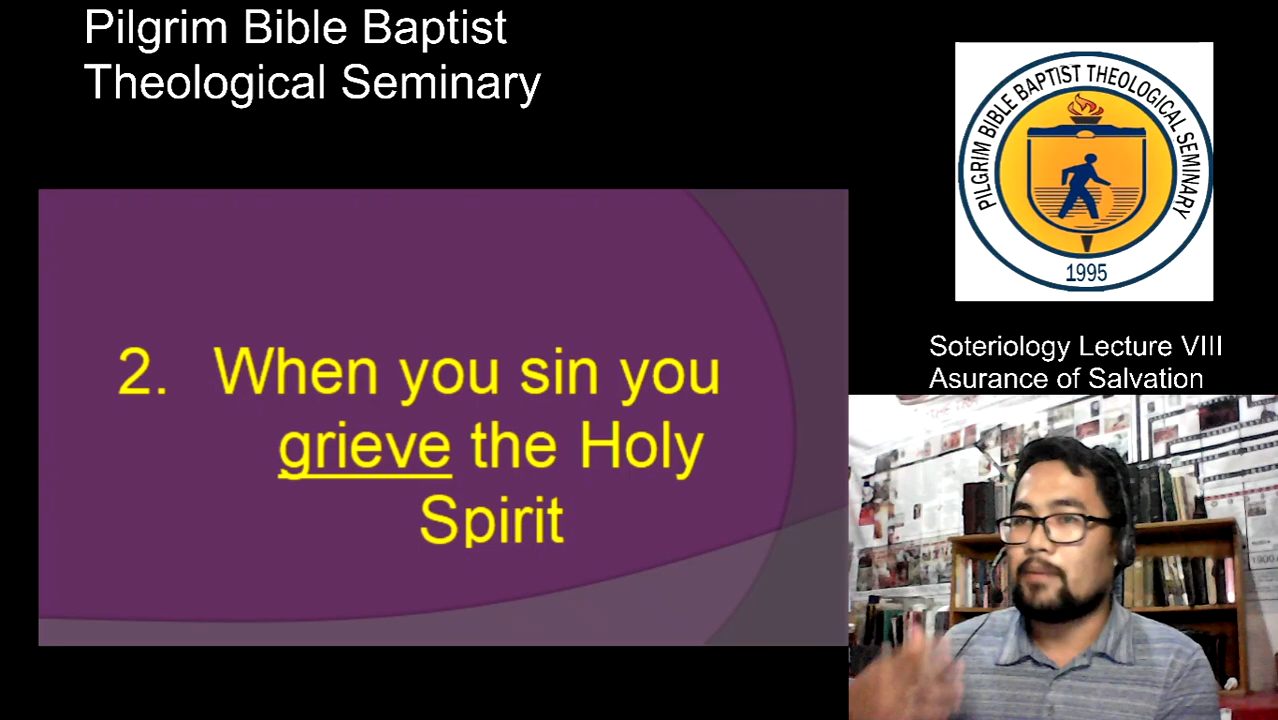 Pilgrim Bible Baptist
Theological Seminary
PILGRIM BIBLE BAPTIST THEOLOGICAL SEMINARY
1995
2. When you sin you
grieve the Holy
Spirit
Soteriology Lecture VIII
Asurance of Salvation